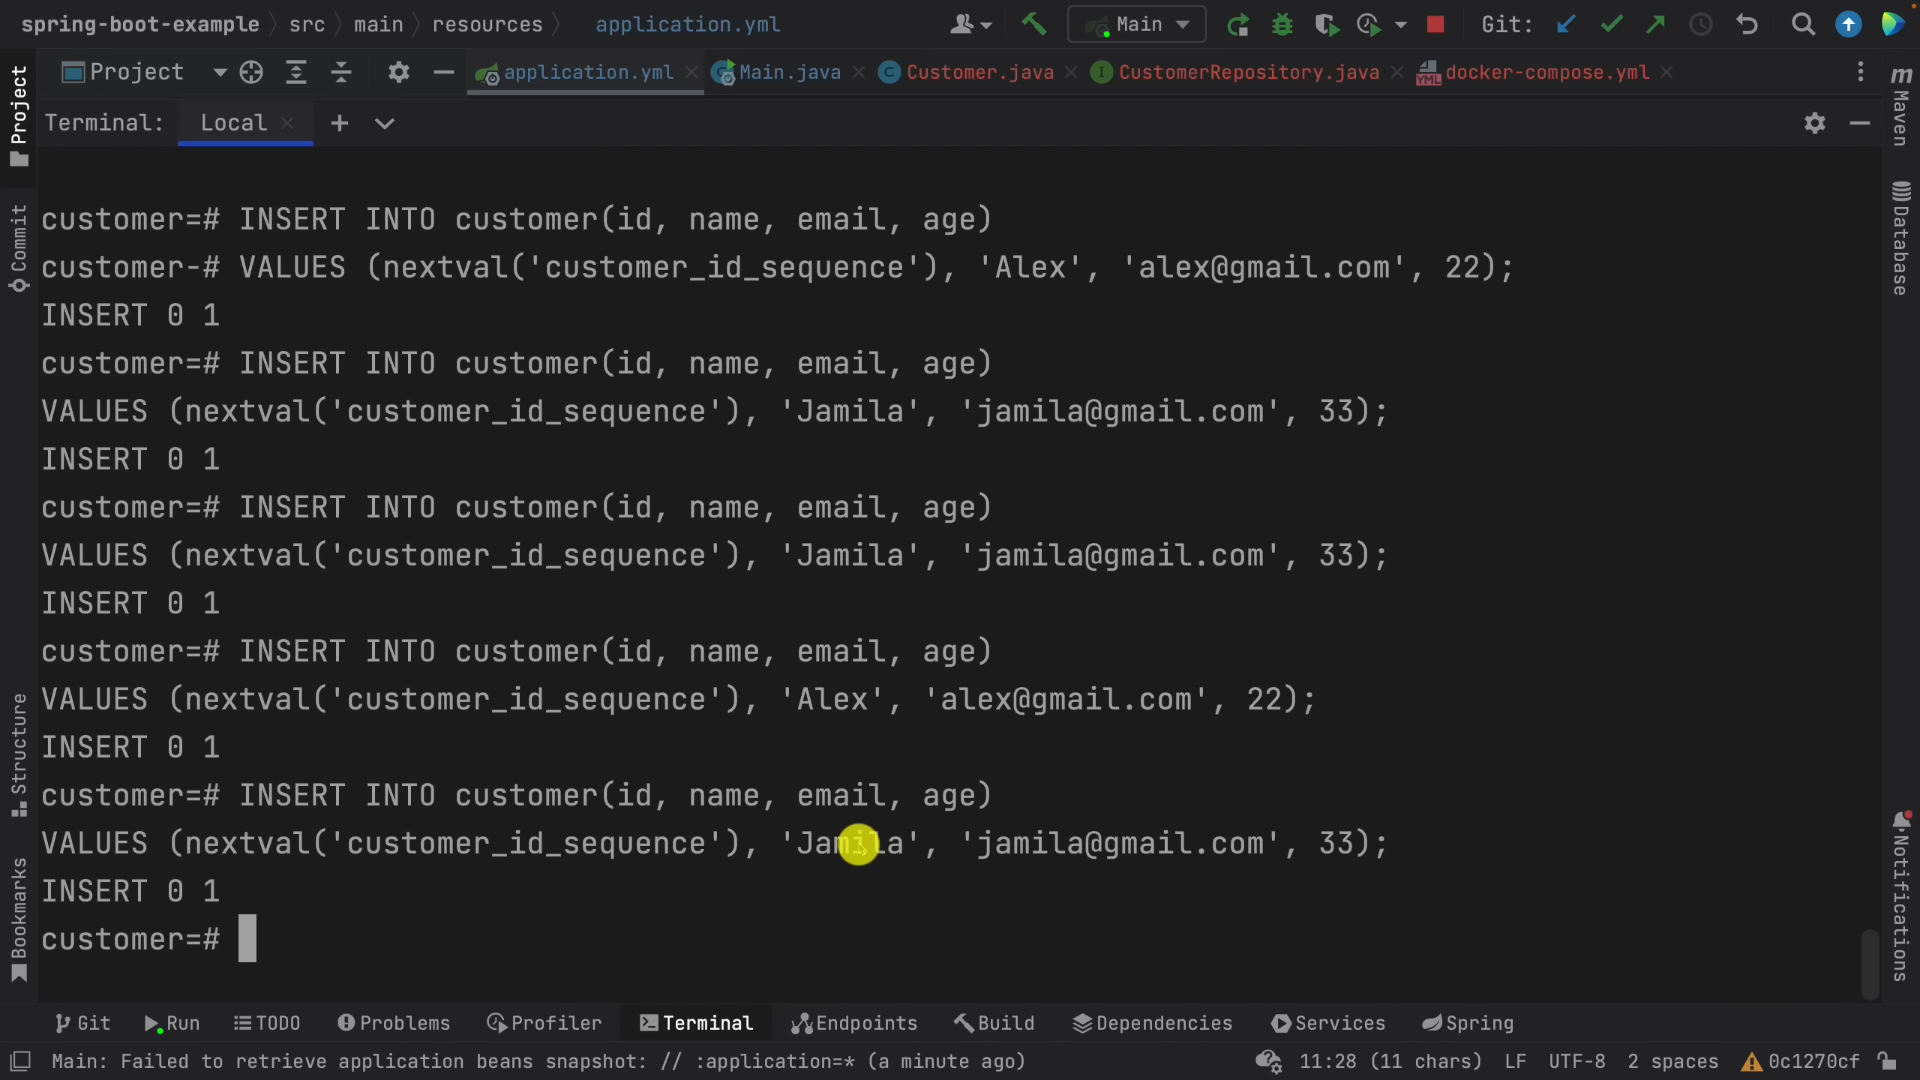 spring-boot-example src main resources application.yml Main Git:
Project application.yml Main.java Customer.java CustomerRepository.java docker-compose.yml
Terminal: Local
customer=# INSERT INTO customer(id, name, email, age)
customer-# VALUES (nextval('customer_id_sequence'), 'Alex', 'alex@gmail.com', 22);
INSERT 0 1
customer=# INSERT INTO customer(id, name, email, age)
VALUES (nextval('customer_id_sequence'), 'Jamila', 'jamila@gmail.com', 33);
INSERT 0 1
customer=# INSERT INTO customer(id, name, email, age)
VALUES (nextval('customer_id_sequence'), 'Jamila', 'jamila@gmail.com', 33);
INSERT 0 1
customer=# INSERT INTO customer(id, name, email, age)
VALUES (nextval('customer_id_sequence'), 'Alex', 'alex@gmail.com', 22);
INSERT 0 1
customer=# INSERT INTO customer(id, name, email, age)
VALUES (nextval('customer_id_sequence'), 'Jamila', 'jamila@gmail.com', 33);
INSERT 0 1
customer=#
Project
Commit
Structure
Bookmarks
m
Maven
Database
Notifications
Git Run TODO Problems Profiler Terminal Endpoints Build Dependencies Services Spring
Main: Failed to retrieve application beans snapshot: // :application=* (a minute ago) 11:28 (11 chars) LF UTF-8 2 spaces 0c1270cf